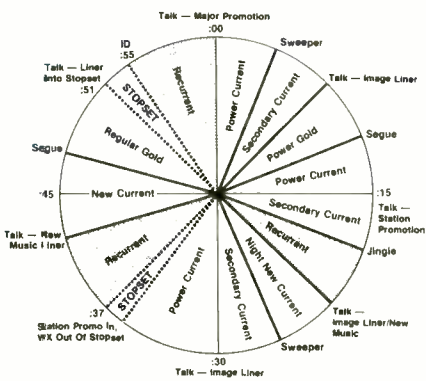 Talk — Major Promotion
:00
Sweeper
Talk — Image Liner
Segue
:15
Talk —
Station
Promotion
Jingle
Talk —
Image Liner/New
Music
Sweeper
:30
Talk — Image Liner
Station Promo In,
WX Out Of Stopset
:37
Talk — New
Music Liner
-45
Segue
Talk — Liner
Into Stopset
:51
ID
:55
Power Current
Secondary Current
Power Gold
Power Current
Secondary Current
Recurrent
Night New Current
Secondary Current
Power Current
STOPSET
Recurrent
New Current
Regular Gold
STOPSET
Recurrent